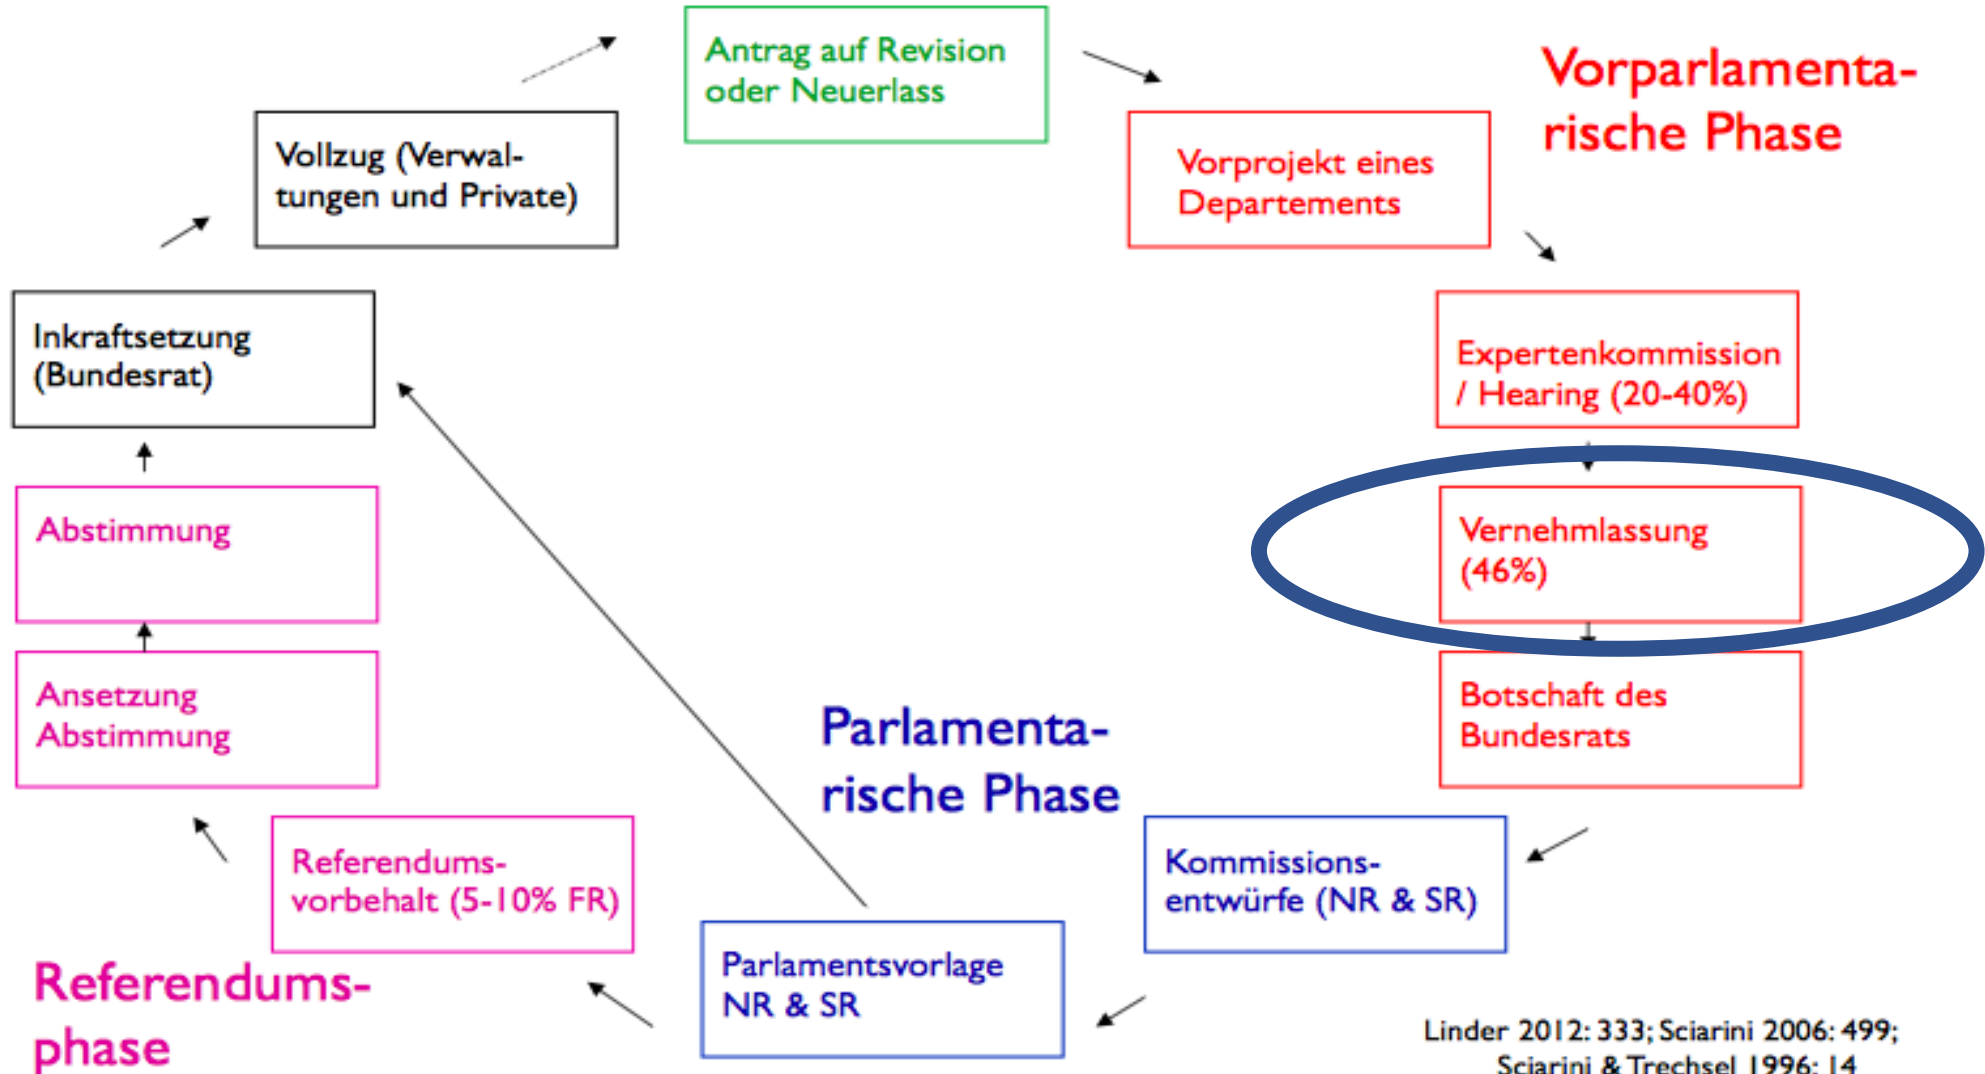 Antrag auf Revision
oder Neuerlass
Vorparlamenta-
rische Phase
Vorprojekt eines
Departements
Expertenkommission
/ Hearing (20-40%)
Vernehmlassung
(46%)
Botschaft des
Bundesrats
Parlamenta-
rische Phase
Kommissions-
entwürfe (NR & SR)
Parlamentsvorlage
NR & SR
Referendums-
vorbehalt (5-10% FR)
Referendums-
phase
Ansetzung
Abstimmung
Abstimmung
Inkraftsetzung
(Bundesrat)
Vollzug (Verwal-
tungen und Private)
Linder 2012: 333; Sciarini 2006: 499;
Sciarini & Trechsel 1996: 14